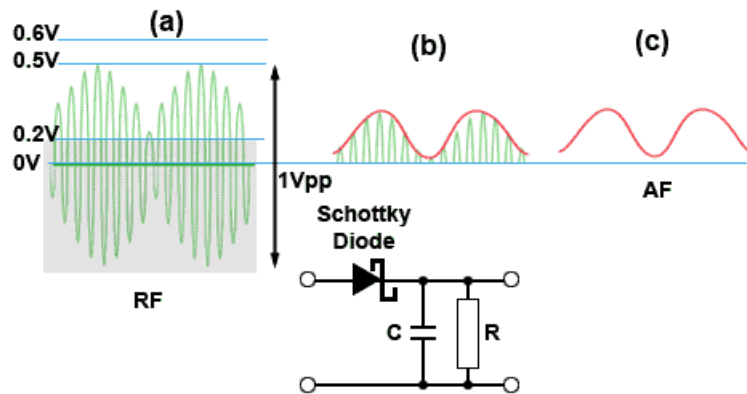 (a)
0.6V
0.5V
(b)
(c)
0.2V
0V
1Vpp
AF
Schottky
Diode
RF
C
R